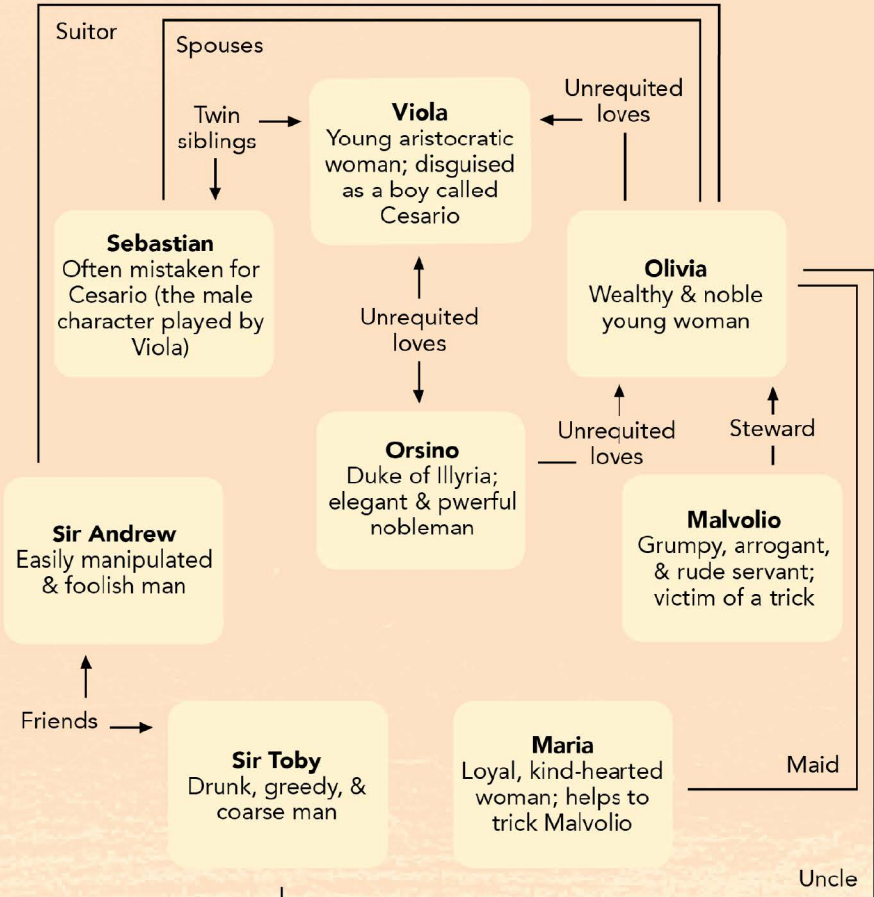 Suitor
Spouses
Twin
siblings
Viola
Young aristocratic
woman; disguised
as a boy called
Cesario
Unrequited
loves
Sebastian
Often mistaken for
Cesario (the male
character played by
Viola)
Olivia
Wealthy & noble
young woman
Unrequited
loves
Orsino
Duke of Illyria;
elegant & pwerful
nobleman
Unrequited
loves
Steward
Sir Andrew
Easily manipulated
& foolish man
Malvolio
Grumpy, arrogant,
& rude servant;
victim of a trick
Friends
Sir Toby
Drunk, greedy, &
coarse man
Maria
Loyal, kind-hearted
woman; helps to
trick Malvolio
Maid
Uncle